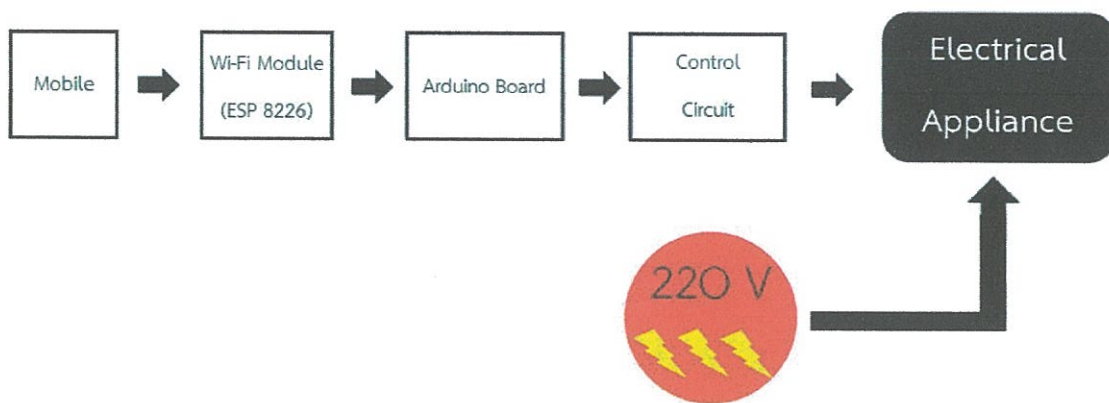 Mobile
Wi-Fi Module
(ESP 8226)
Arduino Board
Control
Circuit
Electrical
Appliance
220 V